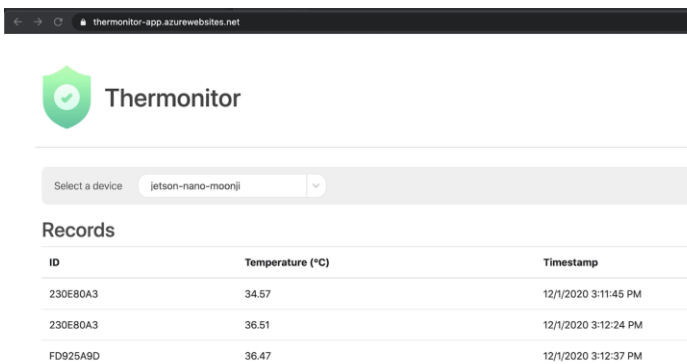 thermonitor-app.azurewebsites.net
Thermonitor
Select a device jetson-nano-moonji
Records
ID Temperature (°C) Timestamp
230E80A3 34.57 12/1/2020 3:11:45 PM
230E80A3 36.51 12/1/2020 3:12:24 PM
FD925A9D 36.47 12/1/2020 3:12:37 PM